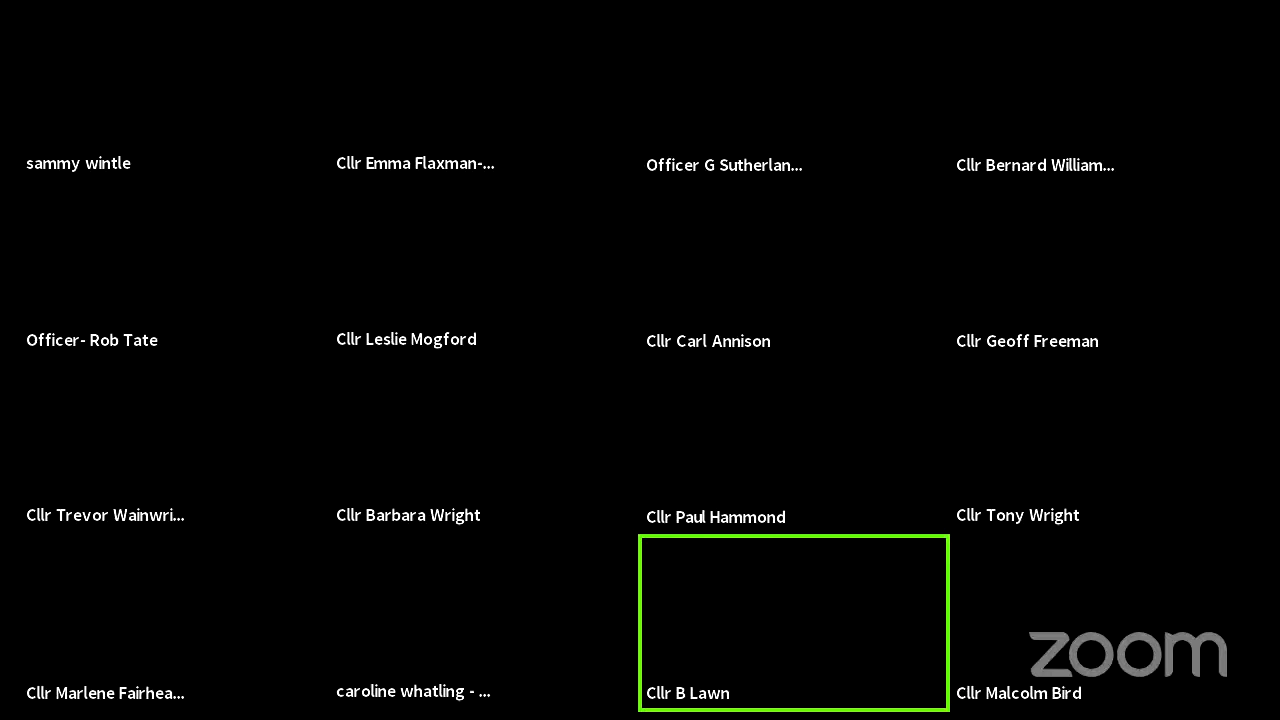 sammy wintle
Cllr Emma Flaxman-...
Officer G Sutherlan...
Cllr Bernard William...
Officer- Rob Tate
Cllr Leslie Mogford
Cllr Carl Annison
Cllr Geoff Freeman
Cllr Trevor Wainwri...
Cllr Barbara Wright
Cllr Paul Hammond
Cllr Tony Wright
Cllr Marlene Fairhea...
caroline whatling - ...
Cllr B Lawn
Cllr Malcolm Bird
zoom